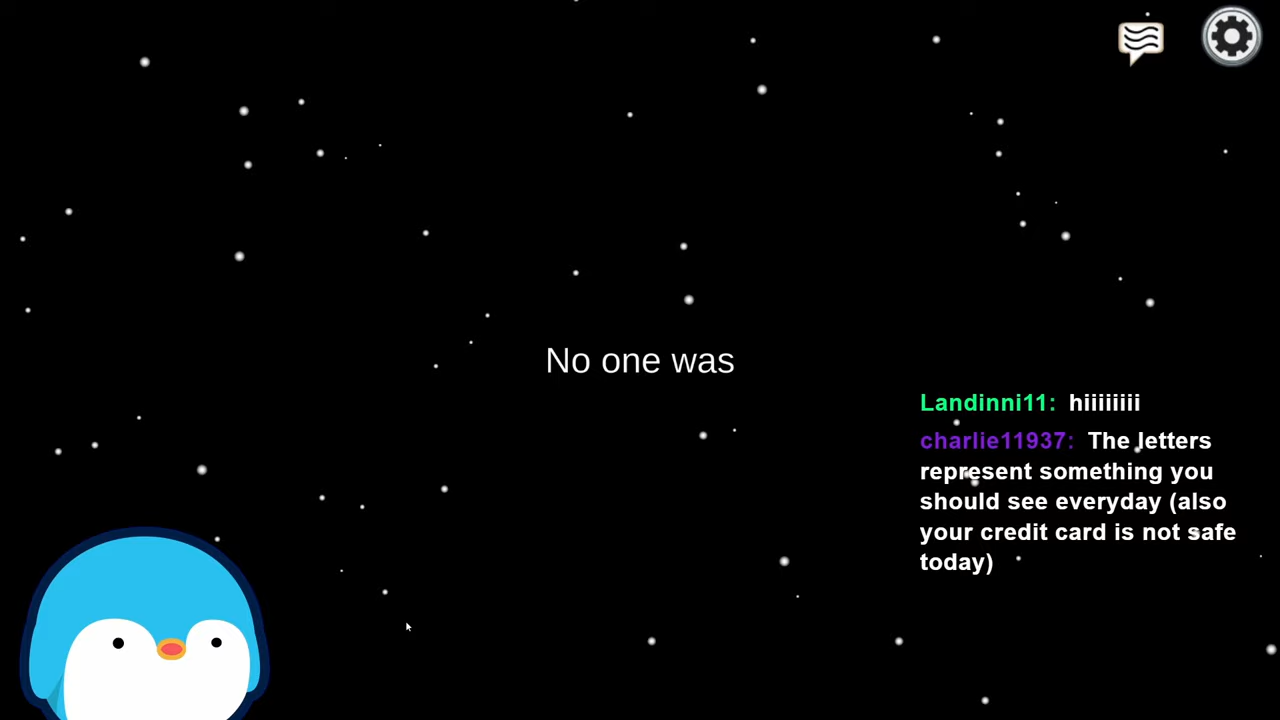 No one was
Landinni11: hiiiiiiii
charlie11937: The letters
represent something you
should see everyday (also
your credit card is not safe
today)